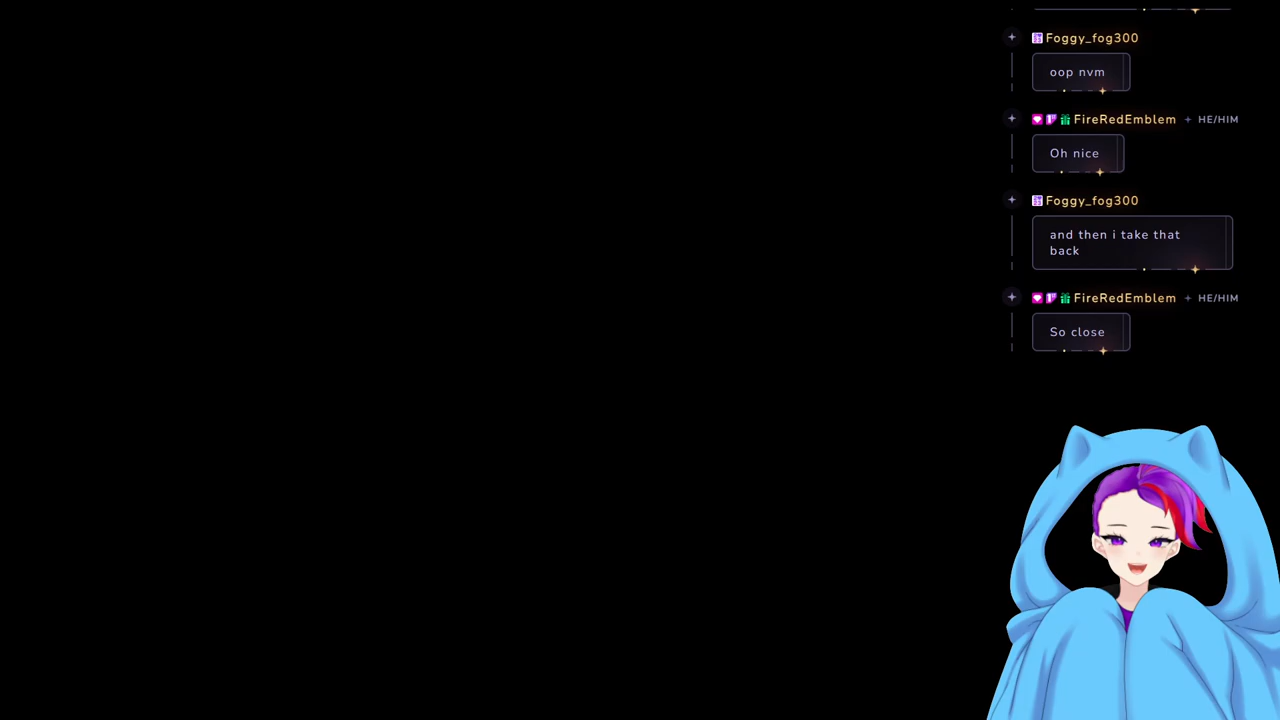 Foggy_fog300
oop nvm
FireRedEmblem HE/HIM
Oh nice
Foggy_fog300
and then i take that
back
FireRedEmblem HE/HIM
So close